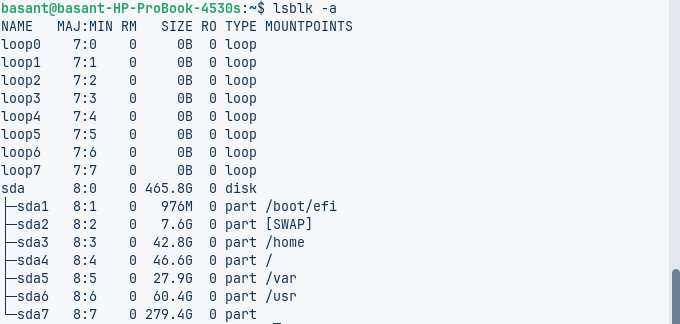 basant@basant-HP-ProBook-4530s:~$ lsblk -a
NAME   MAJ:MIN RM   SIZE RO TYPE MOUNTPOINTS
loop0    7:0    0     0B  0 loop
loop1    7:1    0     0B  0 loop
loop2    7:2    0     0B  0 loop
loop3    7:3    0     0B  0 loop
loop4    7:4    0     0B  0 loop
loop5    7:5    0     0B  0 loop
loop6    7:6    0     0B  0 loop
loop7    7:7    0     0B  0 loop
sda      8:0    0 465.8G  0 disk
├─sda1   8:1    0   976M  0 part /boot/efi
├─sda2   8:2    0   7.6G  0 part [SWAP]
├─sda3   8:3    0  42.8G  0 part /home
├─sda4   8:4    0  46.6G  0 part /
├─sda5   8:5    0  27.9G  0 part /var
├─sda6   8:6    0  60.4G  0 part /usr
└─sda7   8:7    0 279.4G  0 part